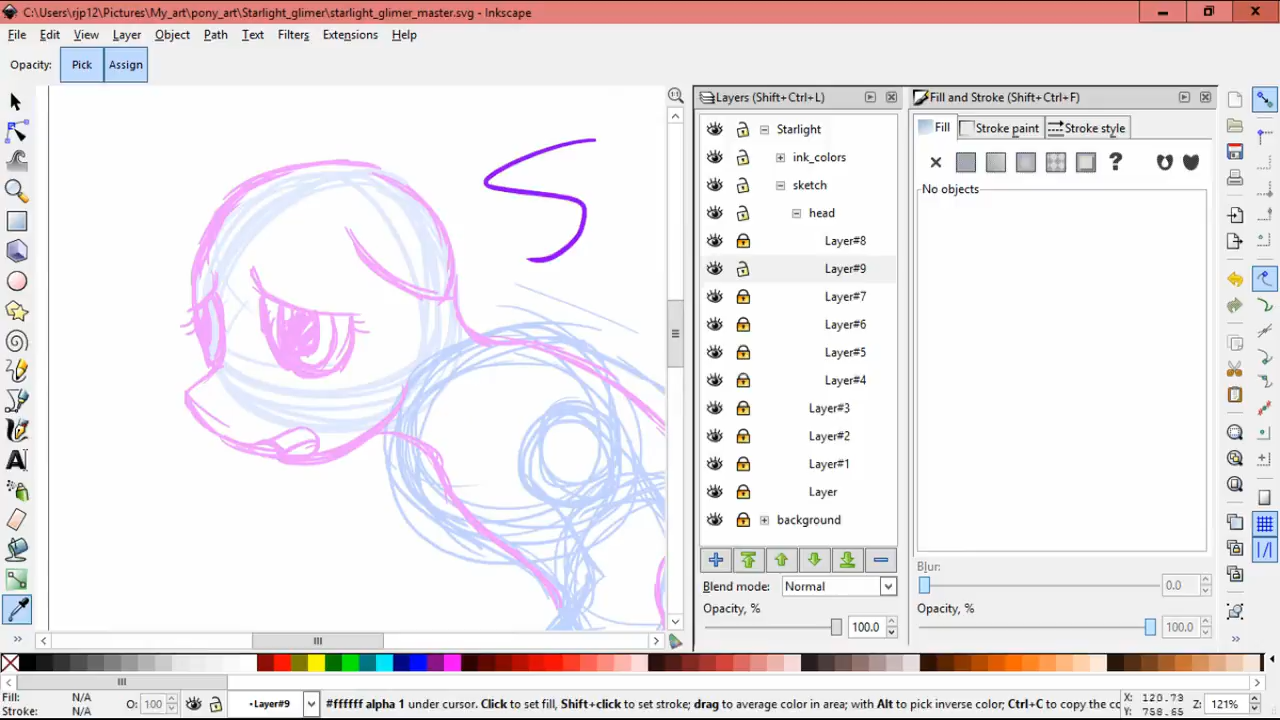 C:\Users\rjp12\Pictures\My_art\pony_art\Starlight_glimer\starlight_glimer_master.svg - Inkscape
File Edit View Layer Object Path Text Filters Extensions Help
Opacity: Pick Assign
Layers (Shift+Ctrl+L)
Fill and Stroke (Shift+Ctrl+F)
Starlight
Fill Stroke paint Stroke style
ink_colors
sketch
No objects
head
Layer#8
Layer#9
Layer#7
Layer#6
Layer#5
Layer#4
Layer#3
Layer#2
Layer#1
Layer
background
Blur:
0.0
Blend mode: Normal
Opacity, % 
100.0
Opacity, %
100.0
Fill: N/A
Stroke: N/A
O: 100
Layer#9
#ffffff alpha 1 under cursor. Click to set fill, Shift+click to set stroke; drag to average color in area; with Alt to pick inverse color; Ctrl+C to copy the cc
X: 120.73
Y: 758.65
Z: 121%